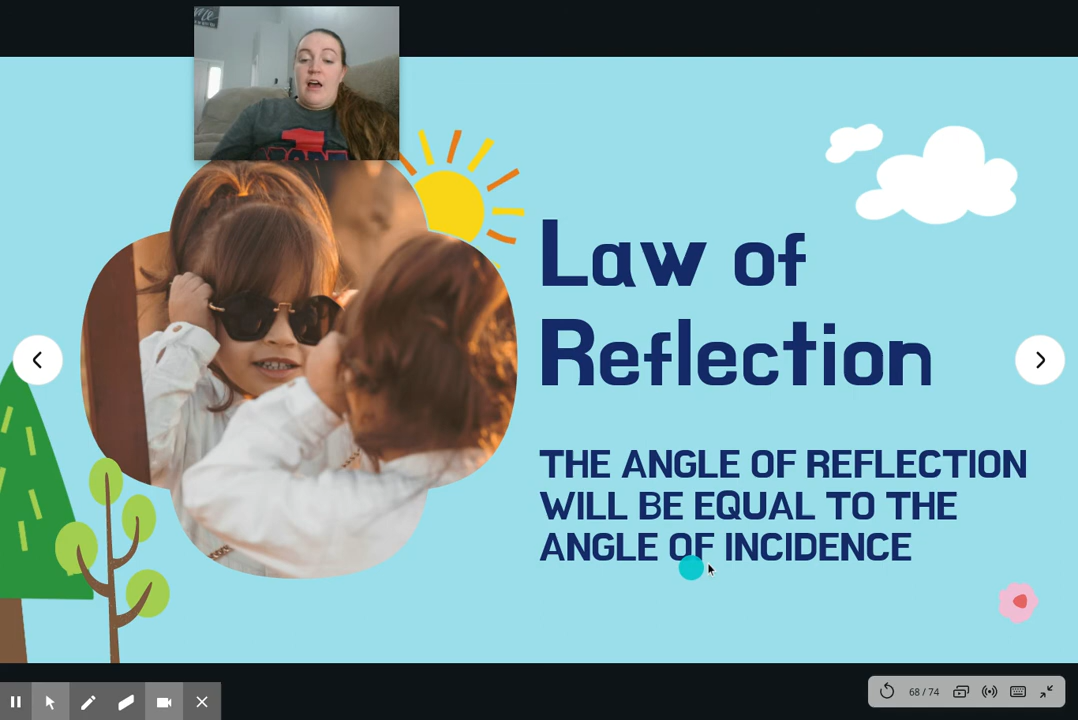 Law of
Reflection
THE ANGLE OF REFLECTION
WILL BE EQUAL TO THE
ANGLE OF INCIDENCE
68 / 74